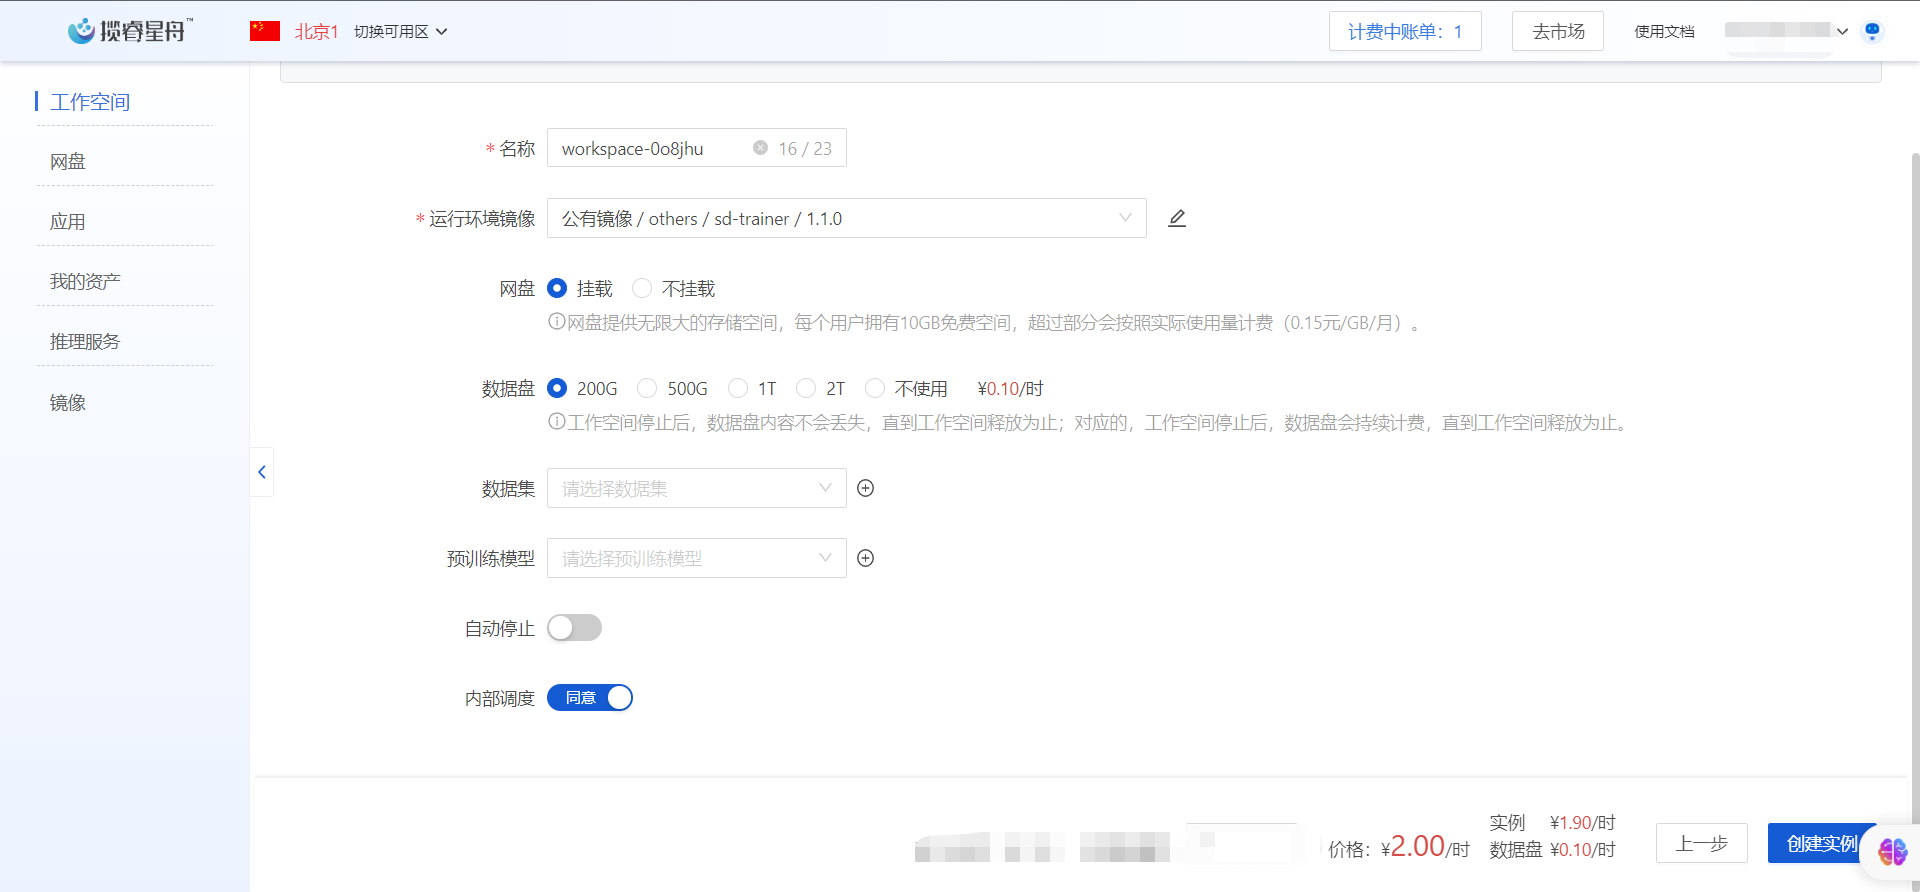 揽睿星舟™
北京1 切换可用区
计费中账单：1
去市场
使用文档
工作空间
网盘
应用
我的资产
推理服务
镜像
* 名称 workspace-0o8jhu 16 / 23
* 运行环境镜像 公有镜像 / others / sd-trainer / 1.1.0
网盘 挂载 不挂载
网盘提供无限大的存储空间，每个用户拥有10GB免费空间，超过部分会按照实际使用量计费（0.15元/GB/月）。
数据盘 200G 500G 1T 2T 不使用 ¥0.10/时
工作空间停止后，数据盘内容不会丢失，直到工作空间释放为止；对应的，工作空间停止后，数据盘会持续计费，直到工作空间释放为止。
数据集 请选择数据集
预训练模型 请选择预训练模型
自动停止
内部调度 同意
价格：¥2.00/时
实例 ¥1.90/时
数据盘 ¥0.10/时
上一步
创建实例